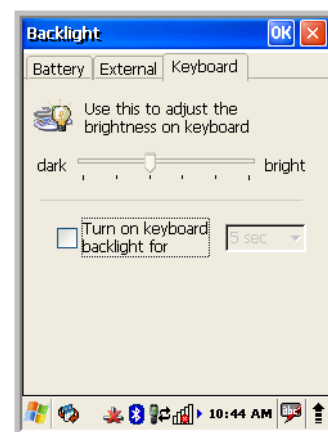 Backlight OK
Battery External Keyboard
Use this to adjust the
brightness on keyboard
dark bright
Turn on keyboard
backlight for
5 sec
10:44 AM